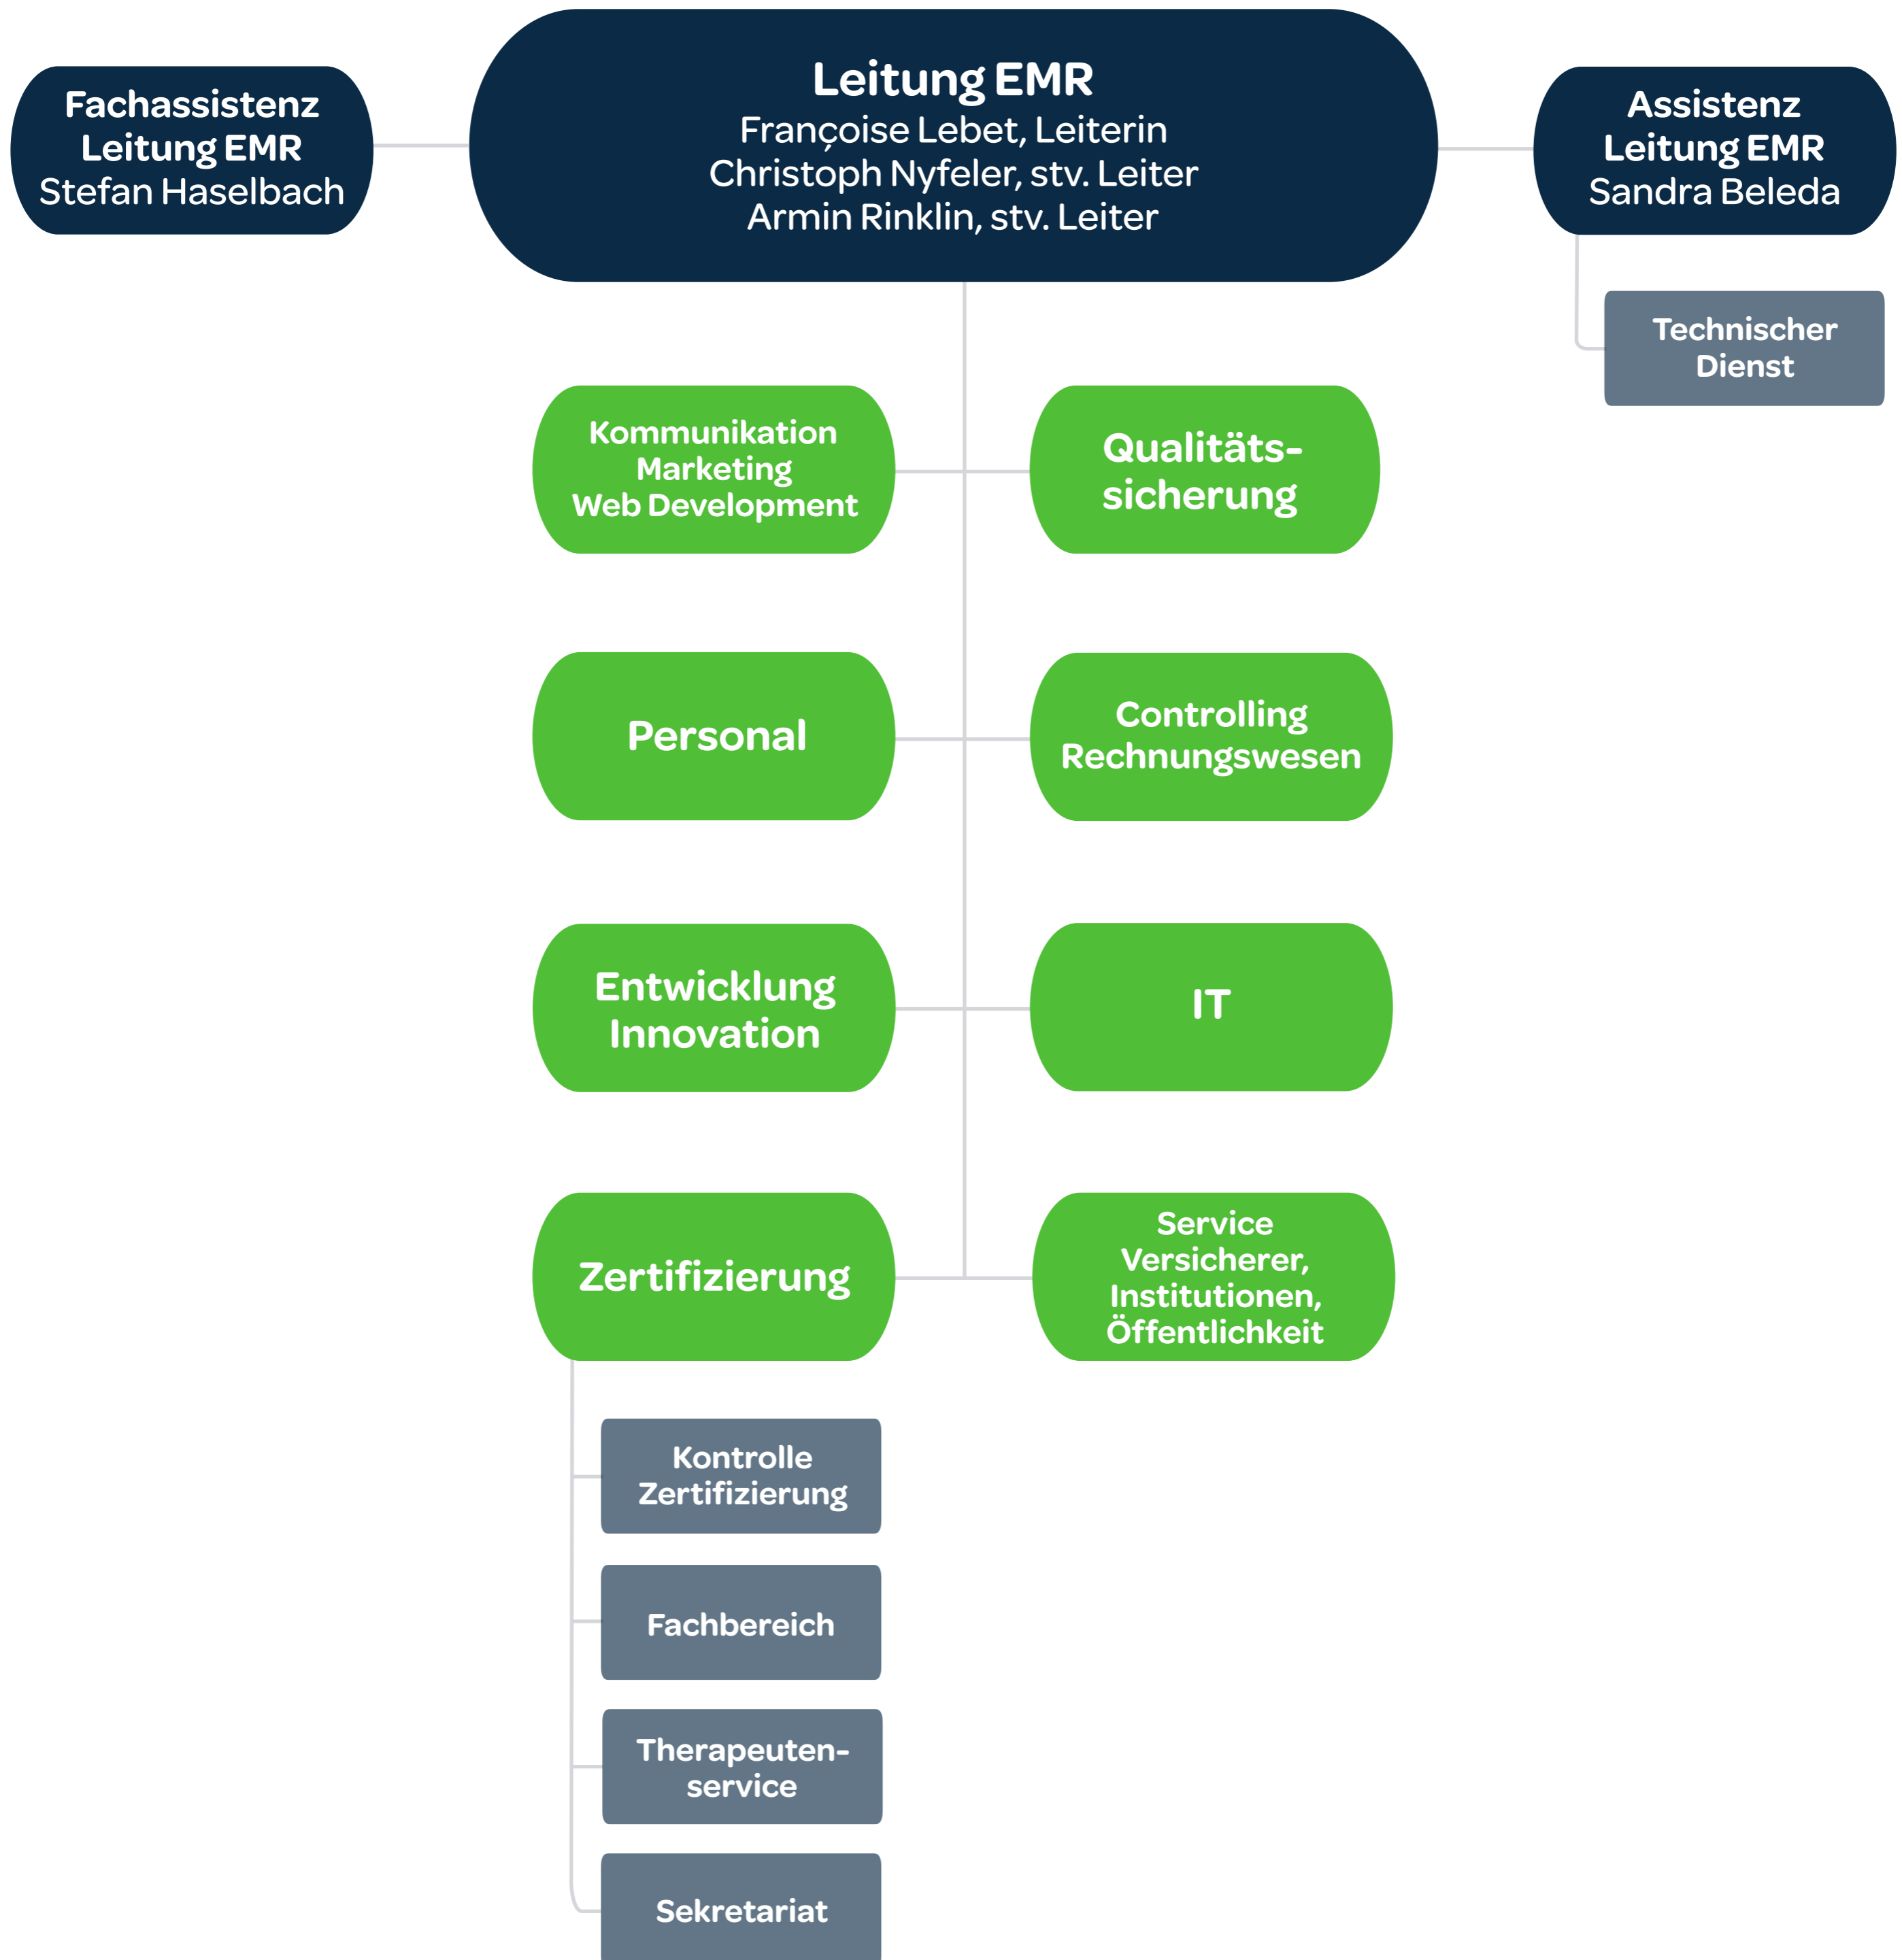 Fachassistenz
Leitung EMR
Stefan Haselbach
Leitung EMR
Françoise Lebet, Leiterin
Christoph Nyfeler, stv. Leiter
Armin Rinklin, stv. Leiter
Assistenz
Leitung EMR
Sandra Beleda
Technischer
Dienst
Kommunikation
Marketing
Web Development
Qualitäts-
sicherung
Personal
Controlling
Rechnungswesen
Entwicklung
Innovation
IT
Zertifizierung
Service
Versicherer,
Institutionen,
Öffentlichkeit
Kontrolle
Zertifizierung
Fachbereich
Therapeuten-
service
Sekretariat